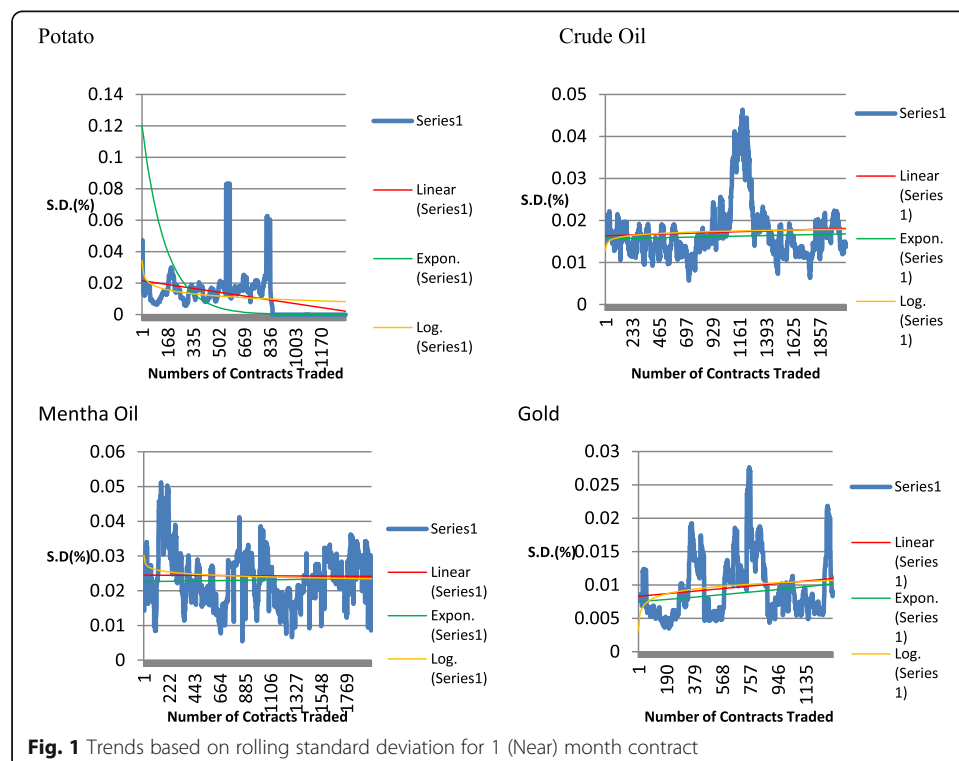 Potato
0.14
0.12
0.1
0.08
S.D.(%)
0.06
0.04
0.02
0
1
168
335
502
669
836
1003
1170
Numbers of Contracts Traded
Series1
Linear
(Series1)
Expon.
(Series1)
Log.
(Series1)
Crude Oil
0.05
0.04
0.03
S.D.(%)
0.02
0.01
0
1
233
465
697
929
1161
1393
1625
1857
Number of Contracts Traded
Series1
Linear
(Series
1)
Expon.
(Series
1)
Log.
(Series
1)
Mentha Oil
0.06
0.05
0.04
S.D(%)
0.03
0.02
0.01
0
1
222
443
664
885
1106
1327
1548
1769
Number of Cotracts Traded
Series1
Linear
(Series1)
Expon.
(Series1)
Log.
(Series1)
Gold
0.03
0.025
0.02
S.D.(%)
0.015
0.01
0.005
0
1
190
379
568
757
946
1135
Number of Contracts Traded
Series1
Linear
(Series
1)
Expon.
(Series
1)
Log.
(Series
1)
Fig. 1 Trends based on rolling standard deviation for 1 (Near) month contract